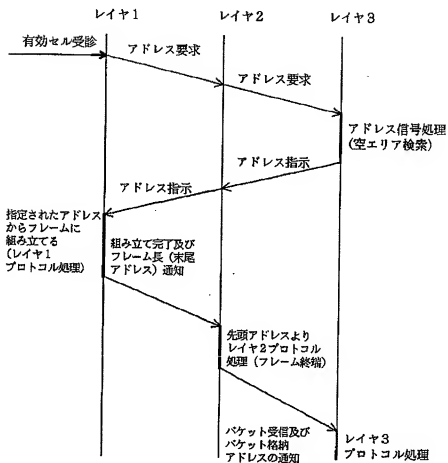 レイヤ1
レイヤ2
レイヤ3
有効セル受診
アドレス要求
アドレス要求
アドレス信号処理
(空エリア検索)
アドレス指示
アドレス指示
指定されたアドレス
からフレームに
組み立てる
(レイヤ1
プロトコル処理)
組み立て完了及び
フレーム長(末尾
アドレス)通知
先頭アドレスより
レイヤ2プロトコル
処理(フレーム終端)
パケット受信及び
パケット格納
アドレスの通知
レイヤ3
プロトコル処理